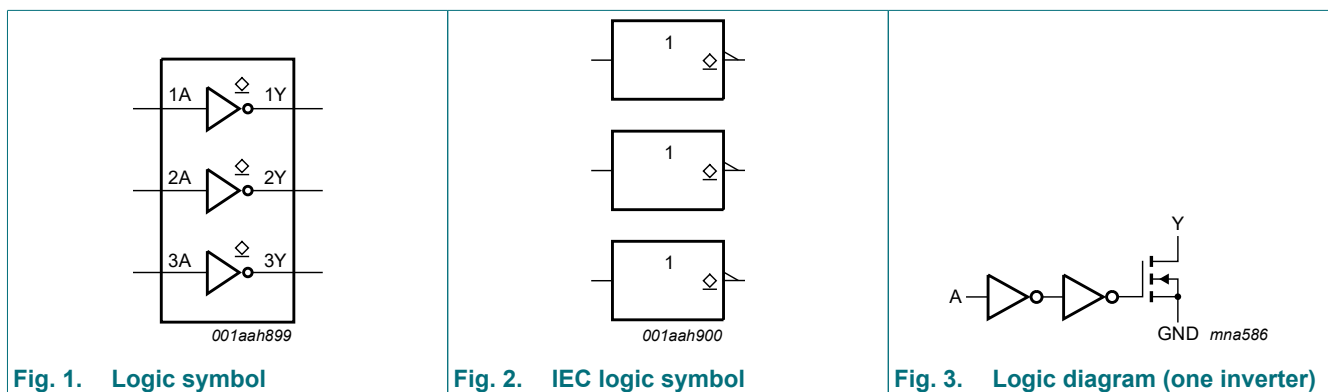 1A 1Y
2A 2Y
3A 3Y
001aah899
Fig. 1. Logic symbol
1
1
1
001aah900
Fig. 2. IEC logic symbol
Y
A
GND mna586
Fig. 3. Logic diagram (one inverter)